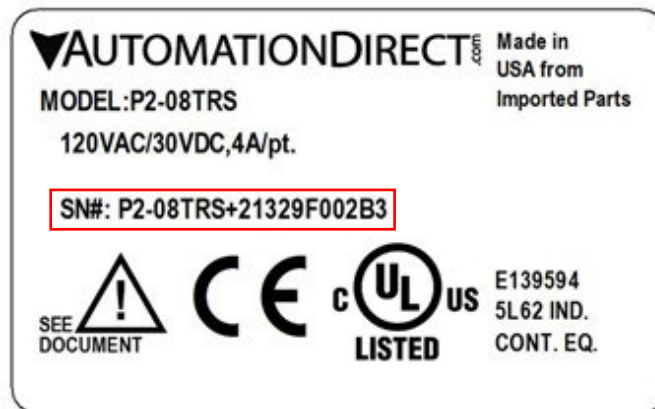 AUTOMATIONDIRECT.com
Made in
USA from
Imported Parts
MODEL:P2-08TRS
120VAC/30VDC,4A/pt.
SN#: P2-08TRS+21329F002B3
!
SEE
DOCUMENT
CE
C UL US
LISTED
E139594
5L62 IND.
CONT. EQ.